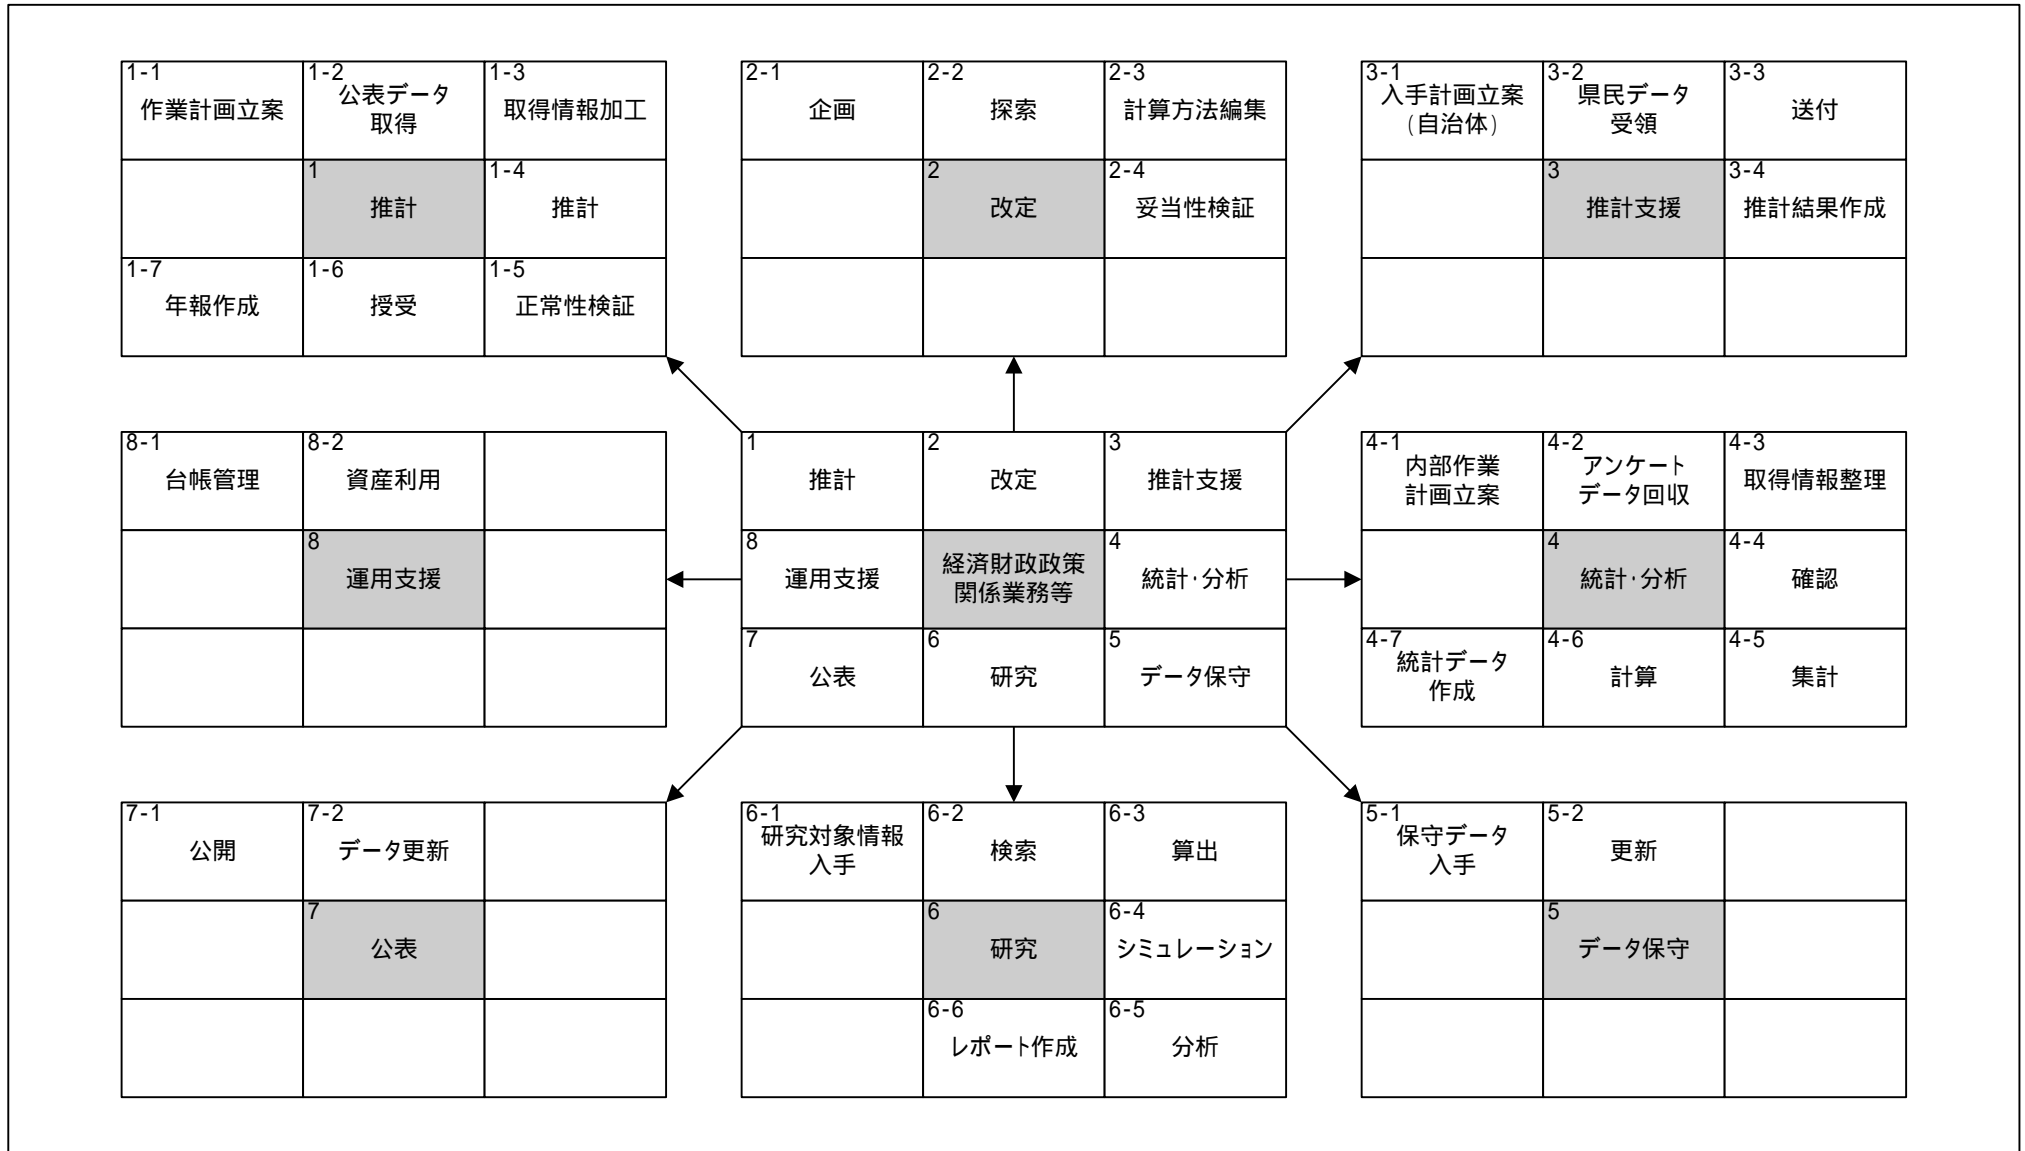 1-1
作業計画立案
1-2
公表データ
取得
1-3
取得情報加工
1
推計
1-4
推計
1-7
年報作成
1-6
授受
1-5
正常性検証
2-1
企画
2-2
探索
2-3
計算方法編集
2
改定
2-4
妥当性検証
3-1
入手計画立案
(自治体)
3-2
県民データ
受領
3-3
送付
3
推計支援
3-4
推計結果作成
8-1
台帳管理
8-2
資産利用
8
運用支援
1
推計
2
改定
3
推計支援
8
運用支援
経済財政政策
関係業務等
4
統計・分析
7
公表
6
研究
5
データ保守
4-1
内部作業
計画立案
4-2
アンケート
データ回収
4-3
取得情報整理
4
統計・分析
4-4
確認
4-7
統計データ
作成
4-6
計算
4-5
集計
7-1
公開
7-2
データ更新
7
公表
6-1
研究対象情報
入手
6-2
検索
6-3
算出
6
研究
6-4
シミュレーション
6-6
レポート作成
6-5
分析
5-1
保守データ
入手
5-2
更新
5
データ保守